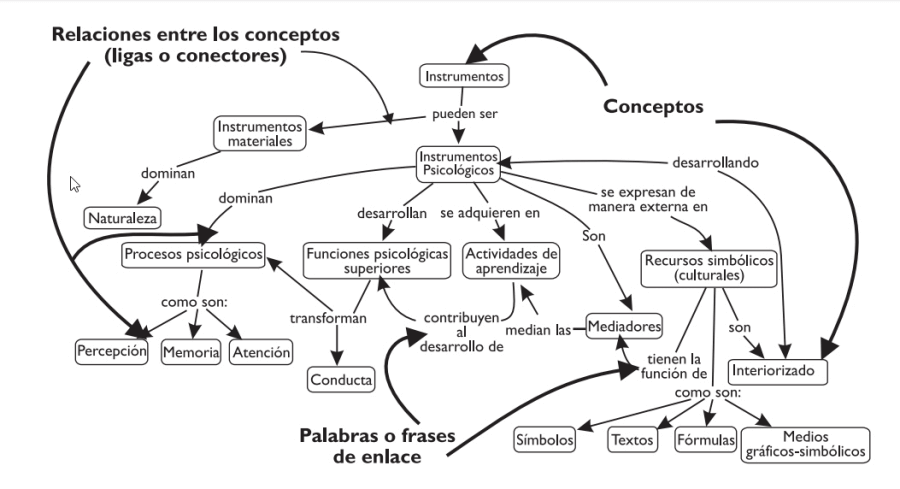 Relaciones entre los conceptos
(ligas o conectores)
Instrumentos
Conceptos
pueden ser
Instrumentos
materiales
Instrumentos
Psicológicos
desarrollando
dominan
dominan
se expresan de
manera externa en
desarrollan
se adquieren en
Naturaleza
Son
Procesos psicológicos
Funciones psicológicas
superiores
Actividades de
aprendizaje
Recursos simbólicos
(culturales)
como son:
transforman
contribuyen
al
desarrollo de
median las
Mediadores
son
Percepción
Memoria
Atención
tienen la
función de
Interiorizado
Conducta
como son:
Palabras o frases
de enlace
Símbolos
Textos
Fórmulas
Medios
gráficos-simbólicos